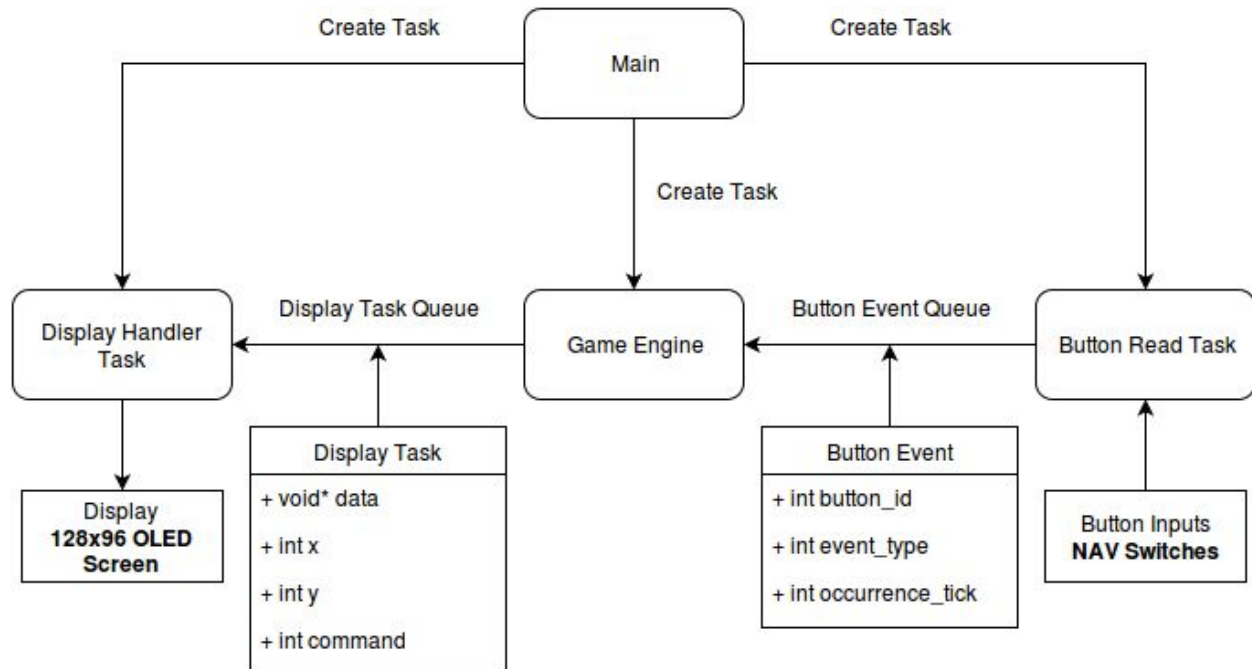 Create Task
Create Task
Main
Create Task
Display Task Queue
Button Event Queue
Display Handler
Task
Game Engine
Button Read Task
Display Task
+ void* data
+ int x
+ int y
+ int command
Button Event
+ int button_id
+ int event_type
+ int occurrence_tick
Display
128x96 OLED
Screen
Button Inputs
NAV Switches